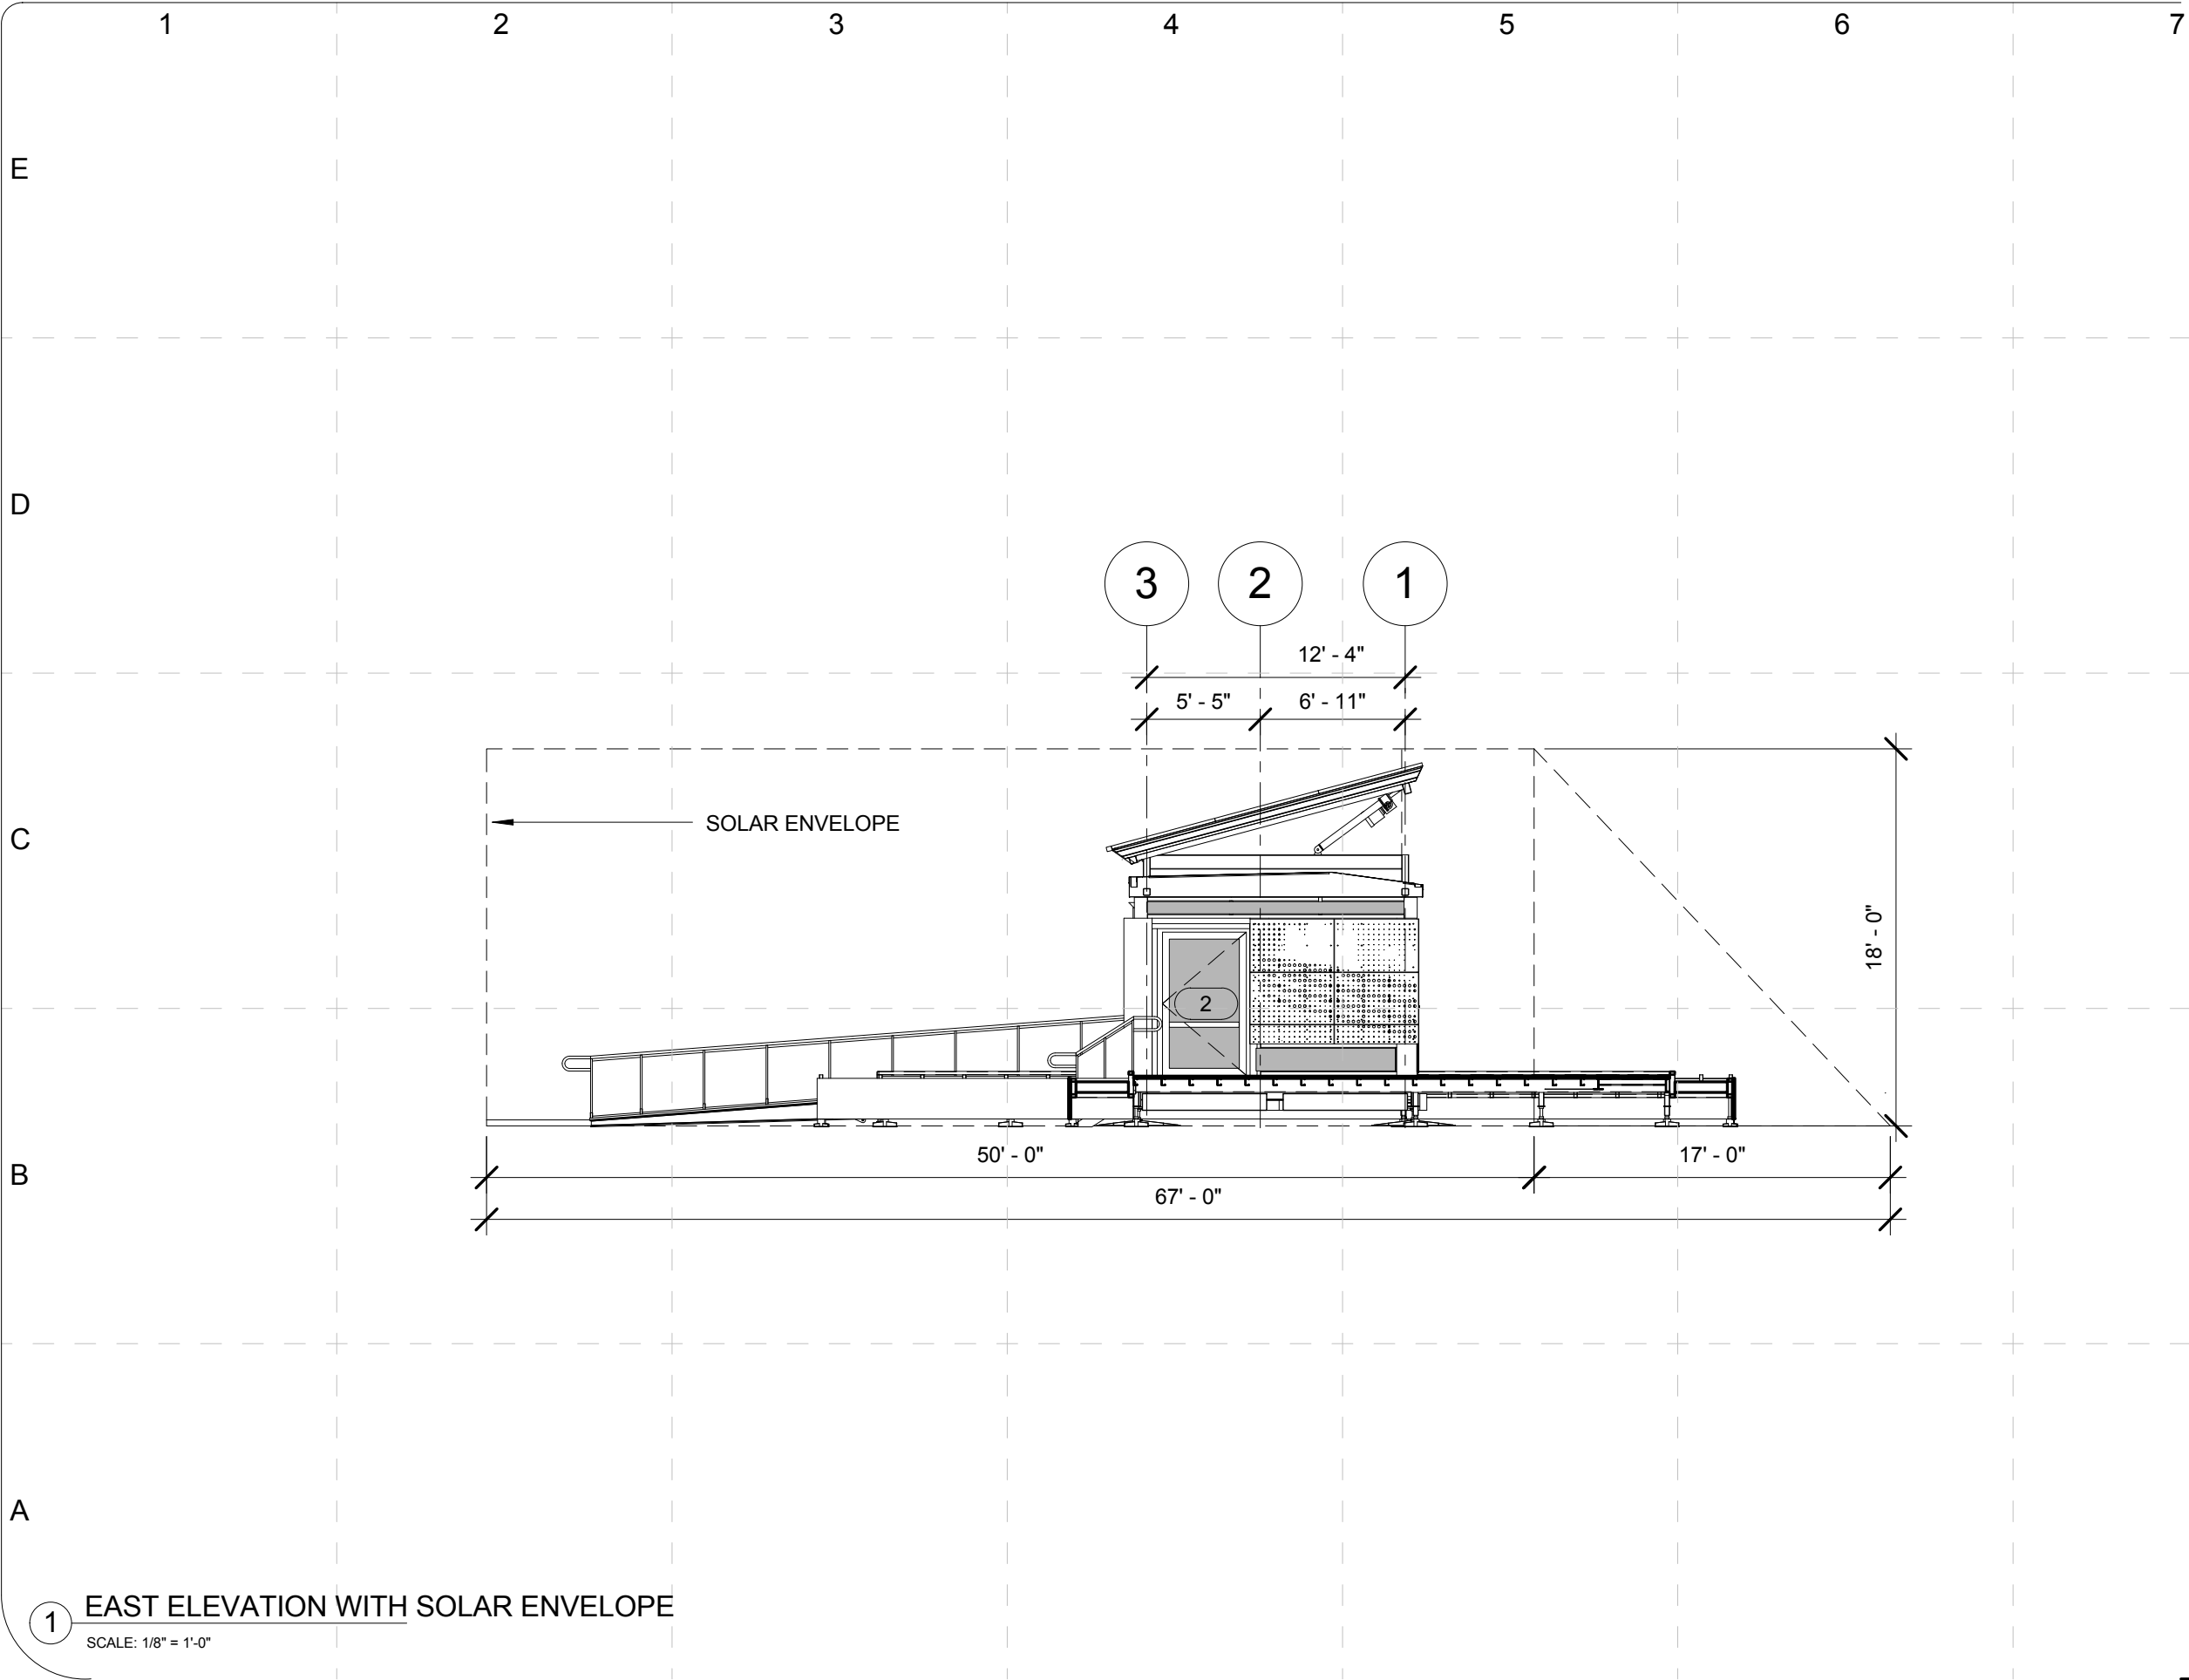 1 2 3 4 5 6 7
E
D
3 2 1
12' - 4"
5' - 5" 6' - 11"
C
SOLAR ENVELOPE
18' - 0"
2
50' - 0" 17' - 0"
B
67' - 0"
A
1 EAST ELEVATION WITH SOLAR ENVELOPE
SCALE: 1/8" = 1'-0"